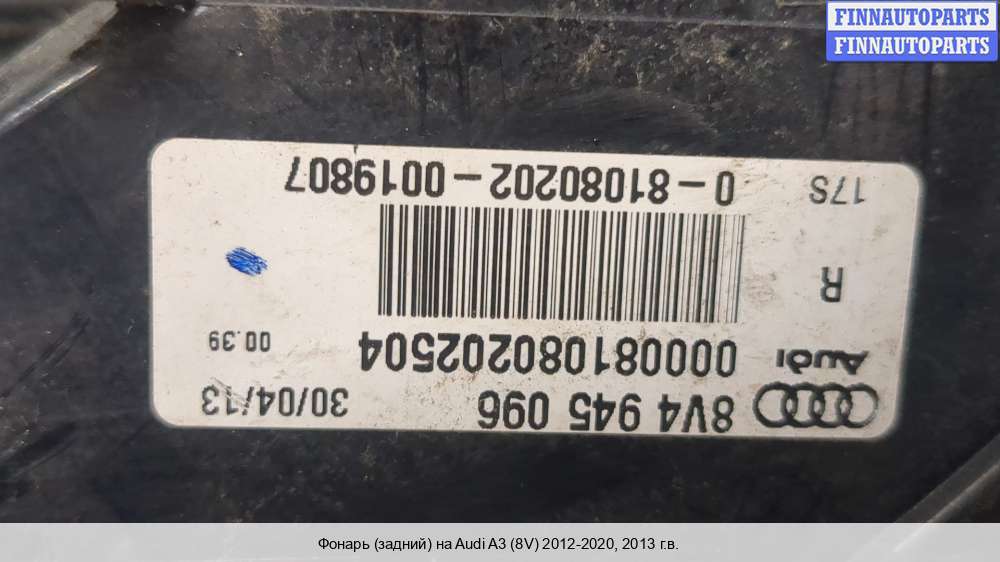 FINNAUTOPARTS
FINNAUTOPARTS
8V4 945 096
30/04/13
Audi
000081080202504
00.39
R
17S
0-81080202-0019807
Фонарь (задний) на Audi A3 (8V) 2012-2020, 2013 г.в.